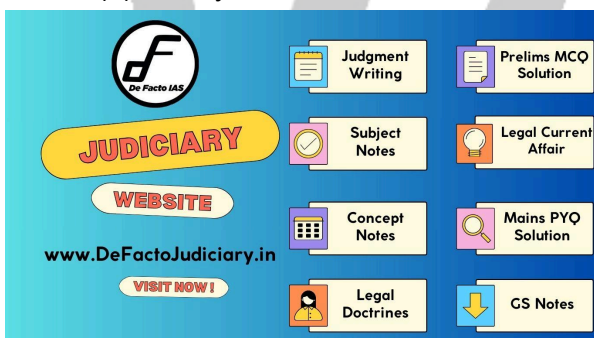 De Facto IAS
JUDICIARY
WEBSITE
www.DeFactoJudiciary.in
VISIT NOW !
Judgment
Writing
Prelims MCQ
Solution
Subject
Notes
Legal Current
Affair
Concept
Notes
Mains PYQ
Solution
Legal
Doctrines
GS Notes